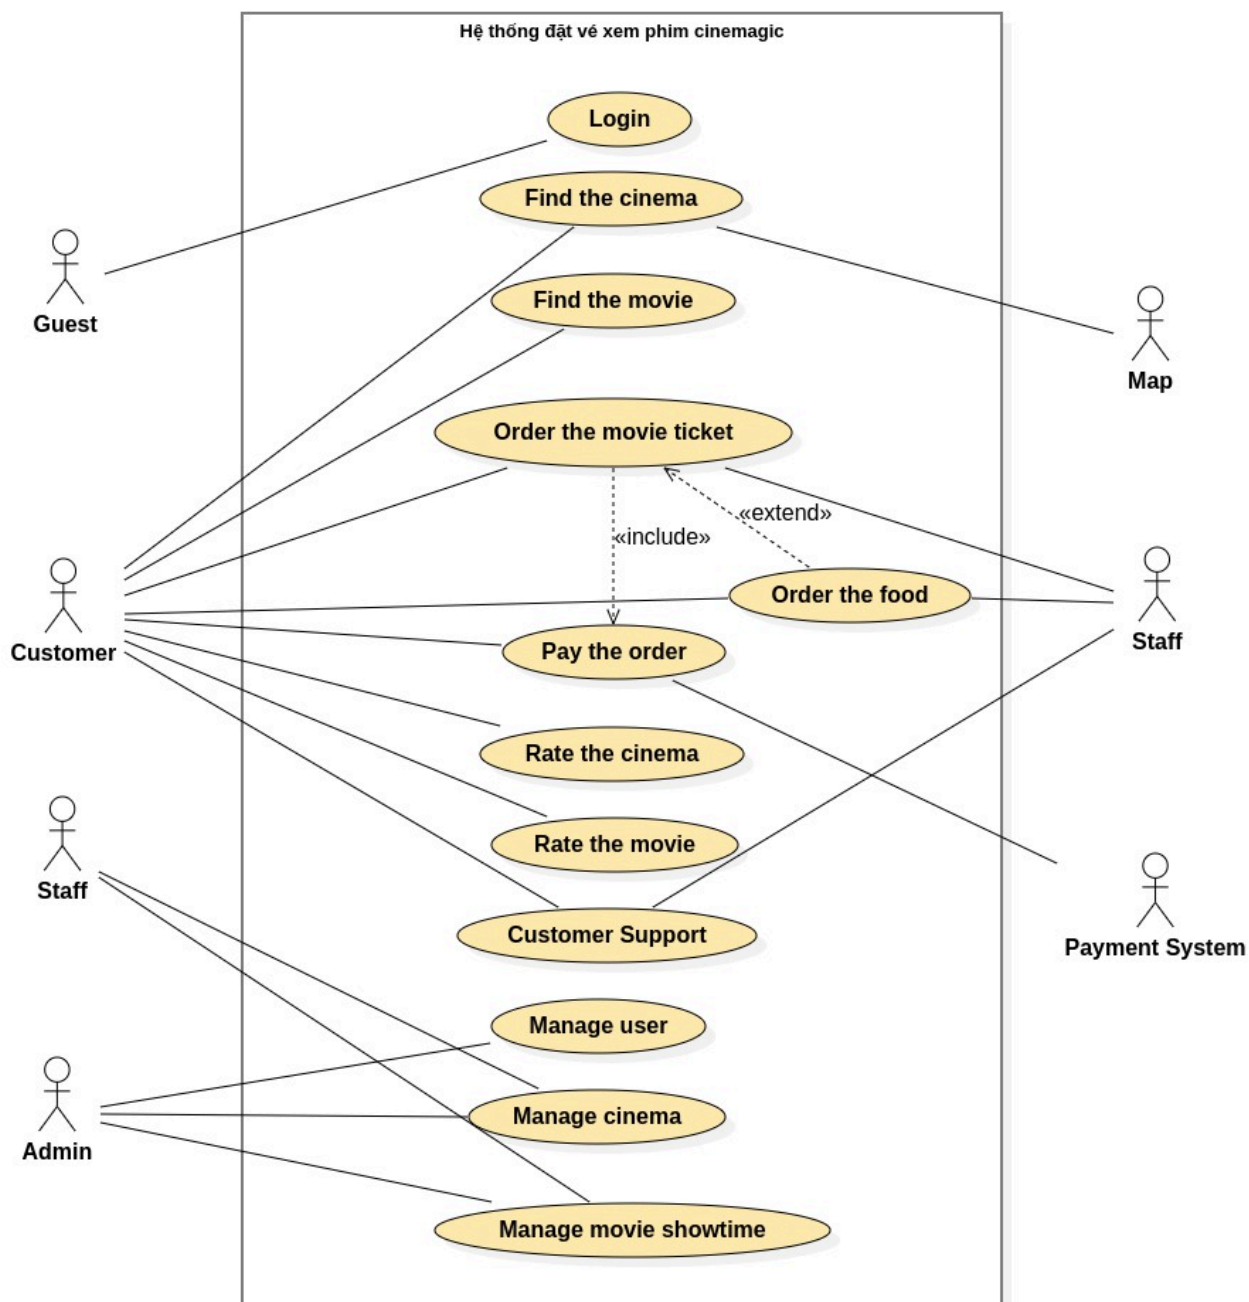 Hệ thống đặt vé xem phim cinemagic
Login
Find the cinema
Find the movie
Guest
Map
Order the movie ticket
«extend»
«include»
Order the food
Customer
Pay the order
Staff
Rate the cinema
Rate the movie
Staff
Customer Support
Payment System
Manage user
Manage cinema
Admin
Manage movie showtime